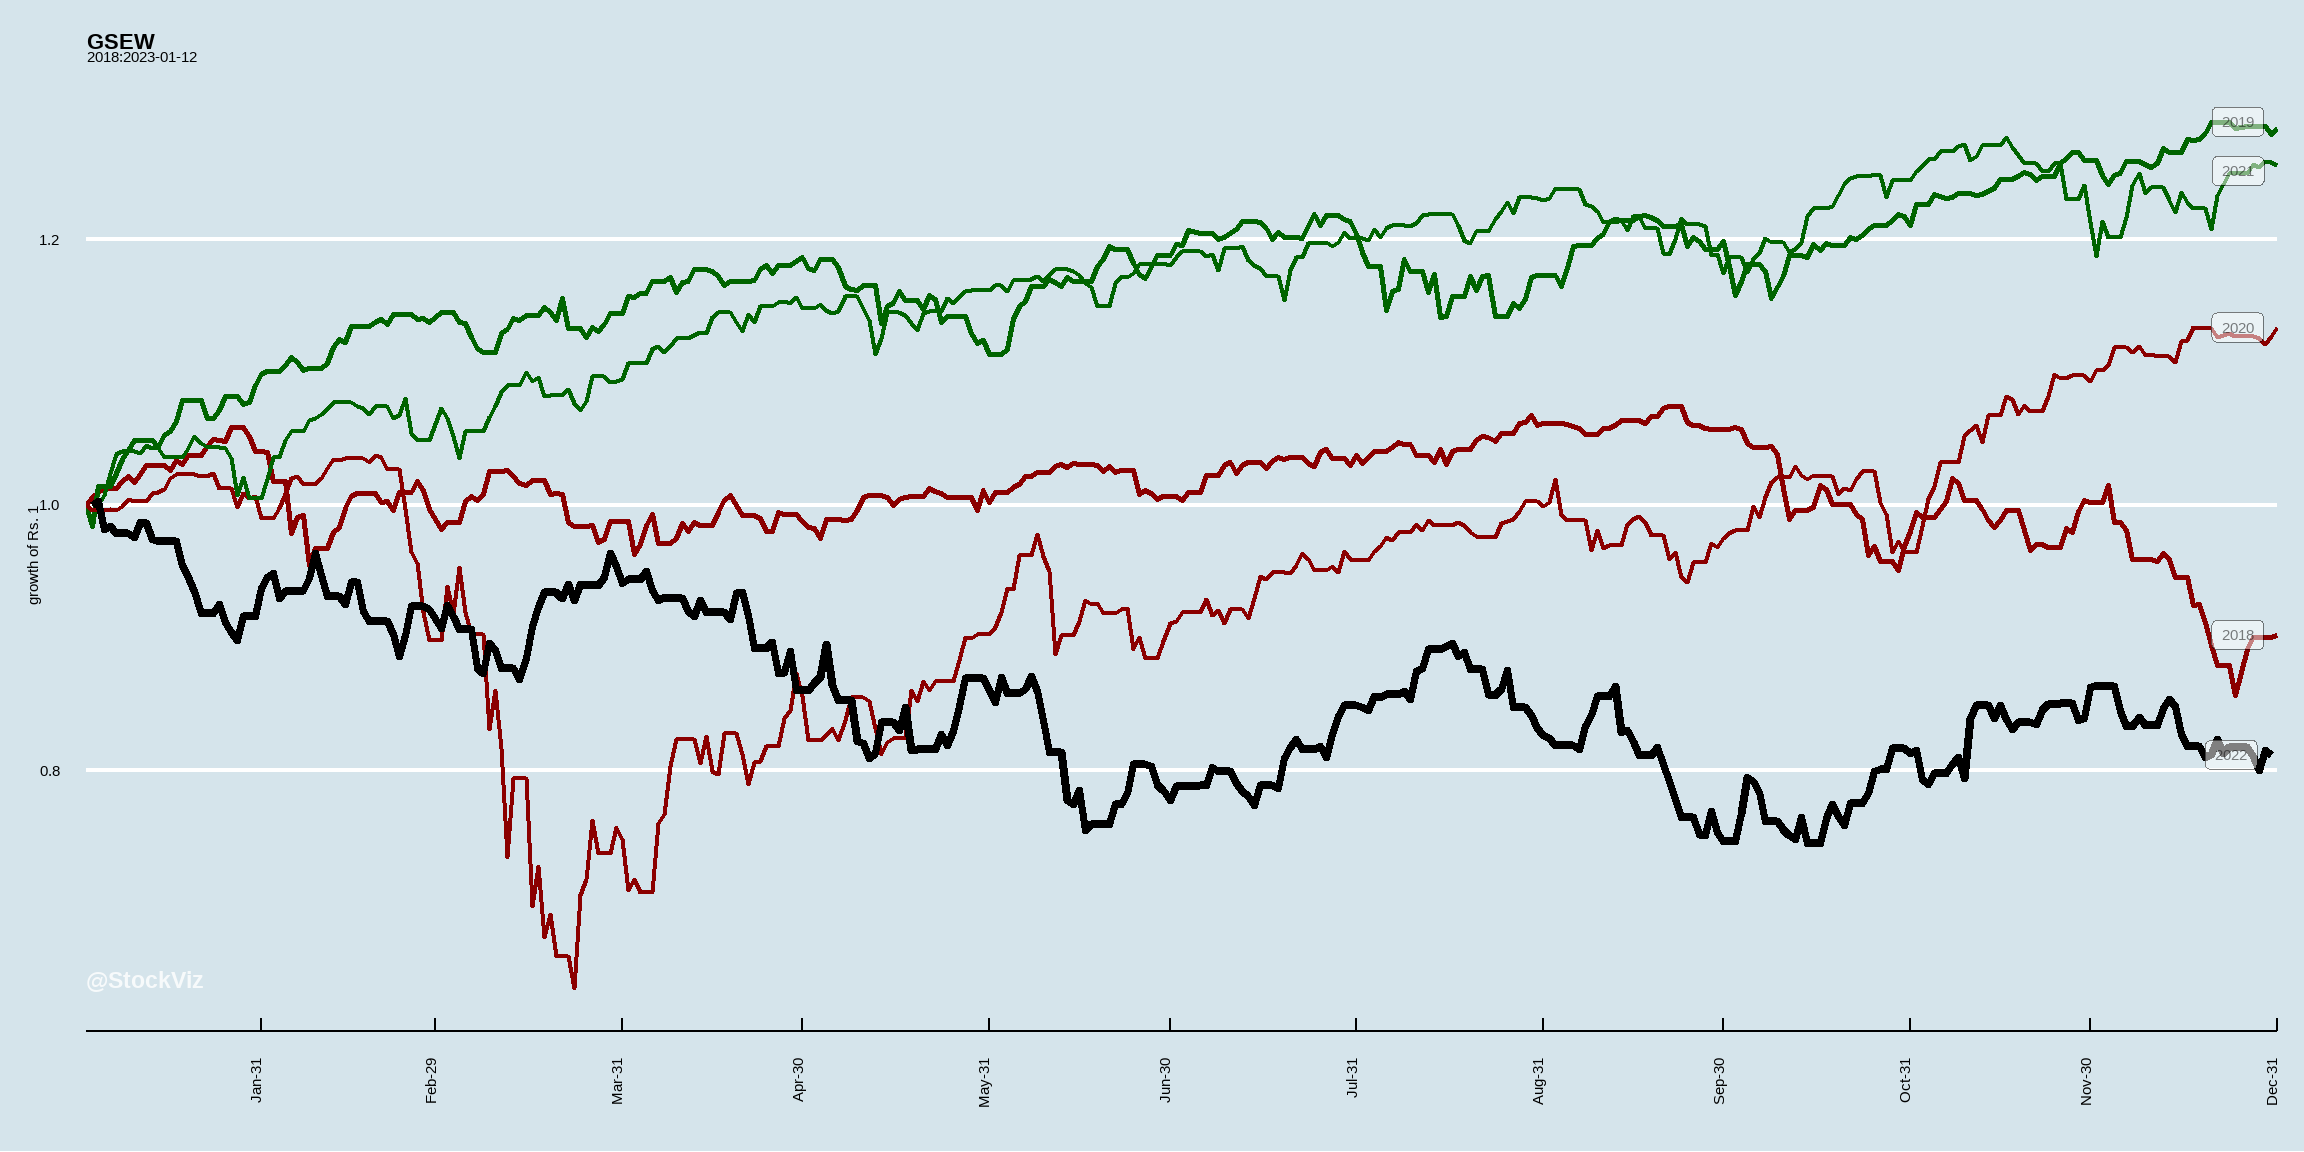 GSEW
2018:2023-01-12
2019
2021
1.2
2020
growth of Rs. 1
1.0
2018
2022
0.8
@StockViz
Jan-31
Feb-29
Mar-31
Apr-30
May-31
Jun-30
Jul-31
Aug-31
Sep-30
Oct-31
Nov-30
Dec-31